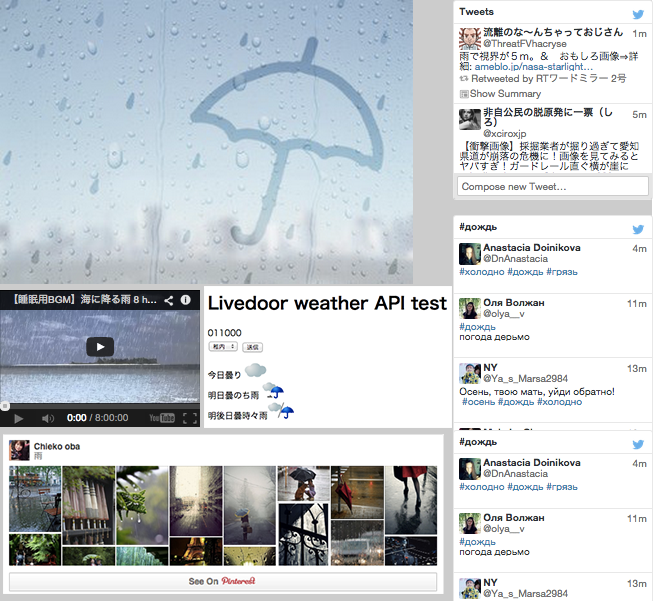 Tweets
流離のな〜んちゃっておじさん 1m
@ThreatFVhacryse
雨で視界が５ｍ。＆　おもしろ画像⇒詳
細: ameblo.jp/nasa-starlight…
Retweeted by RTワードミラー 2号
Show Summary
非自公民の脱原発に一票（し 5m
ろ）
@xciroxjp
【衝撃画像】採掘業者が掘り過ぎて愛知
県道が崩落の危機に！画像を見てみると
ヤバすぎ！ガードレール直ぐ横が崖に
Compose new Tweet…
#дождь
Anastacia Doinikova 4m
@DnAnastacia
#холодно #дождь #грязь
Оля Волжан 11m
@olya__v
#дождь
погода дерьмо
NY 13m
@Ya_s_Marsa2984
Осень, твою мать, уйди обратно!
#осень #дождь #холодно
#дождь
Anastacia Doinikova 4m
@DnAnastacia
#холодно #дождь #грязь
Оля Волжан 11m
@olya__v
#дождь
погода дерьмо
NY 13m
@Ya_s_Marsa2984
【睡眠用BGM】海に降る雨 8 h...
0:00 / 8:00:00
YouTube
Livedoor weather API test
011000
稚内 送信
今日曇り
明日曇のち雨
明後日曇時々雨
Chieko oba
雨
See On Pinterest